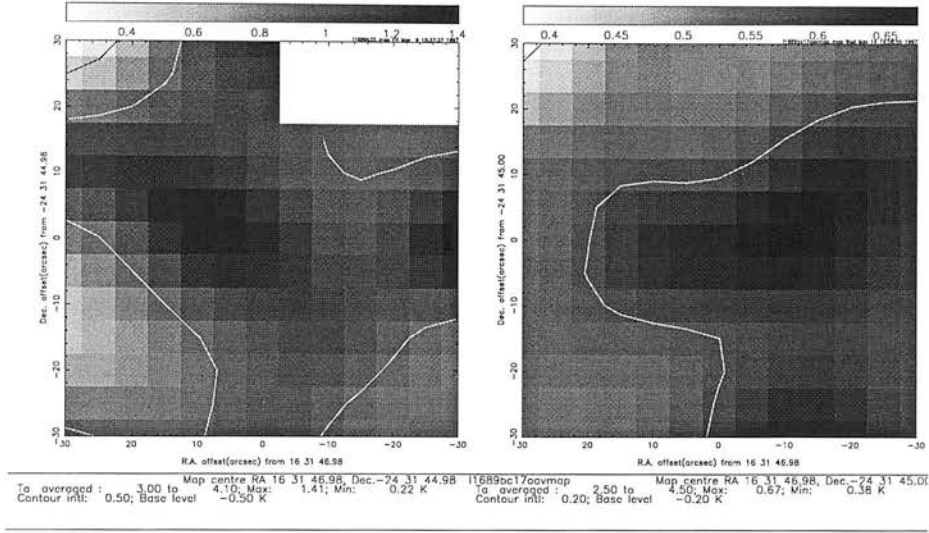 0.4 0.6 0.8 1 1.2 1.4
0.4 0.45 0.5 0.55 0.6 0.65
30 20 10 0 -10 -20 -30
Dec. offset(arcsec) from -24 31 44.98
30 20 10 0 -10 -20 -30
R.A. offset(arcsec) from 16 31 46.98
30 20 10 0 -10 -20 -30
Dec. offset(arcsec) from -24 31 45.00
30 20 10 0 -10 -20 -30
R.A. offset(arcsec) from 16 31 46.98
Map centre RA 16 31 46.98, Dec.-24 31 44.98
Ta averaged : 3.00 to 4.10; Max: 1.41; Min: 0.22 K
Contour intl: 0.50; Base level -0.50 K
I1689bc17oavmap Map centre RA 16 31 46.98, Dec.-24 31 45.00
Ta averaged : 2.50 to 4.50; Max: 0.67; Min: 0.38 K
Contour intl: 0.20; Base level -0.20 K